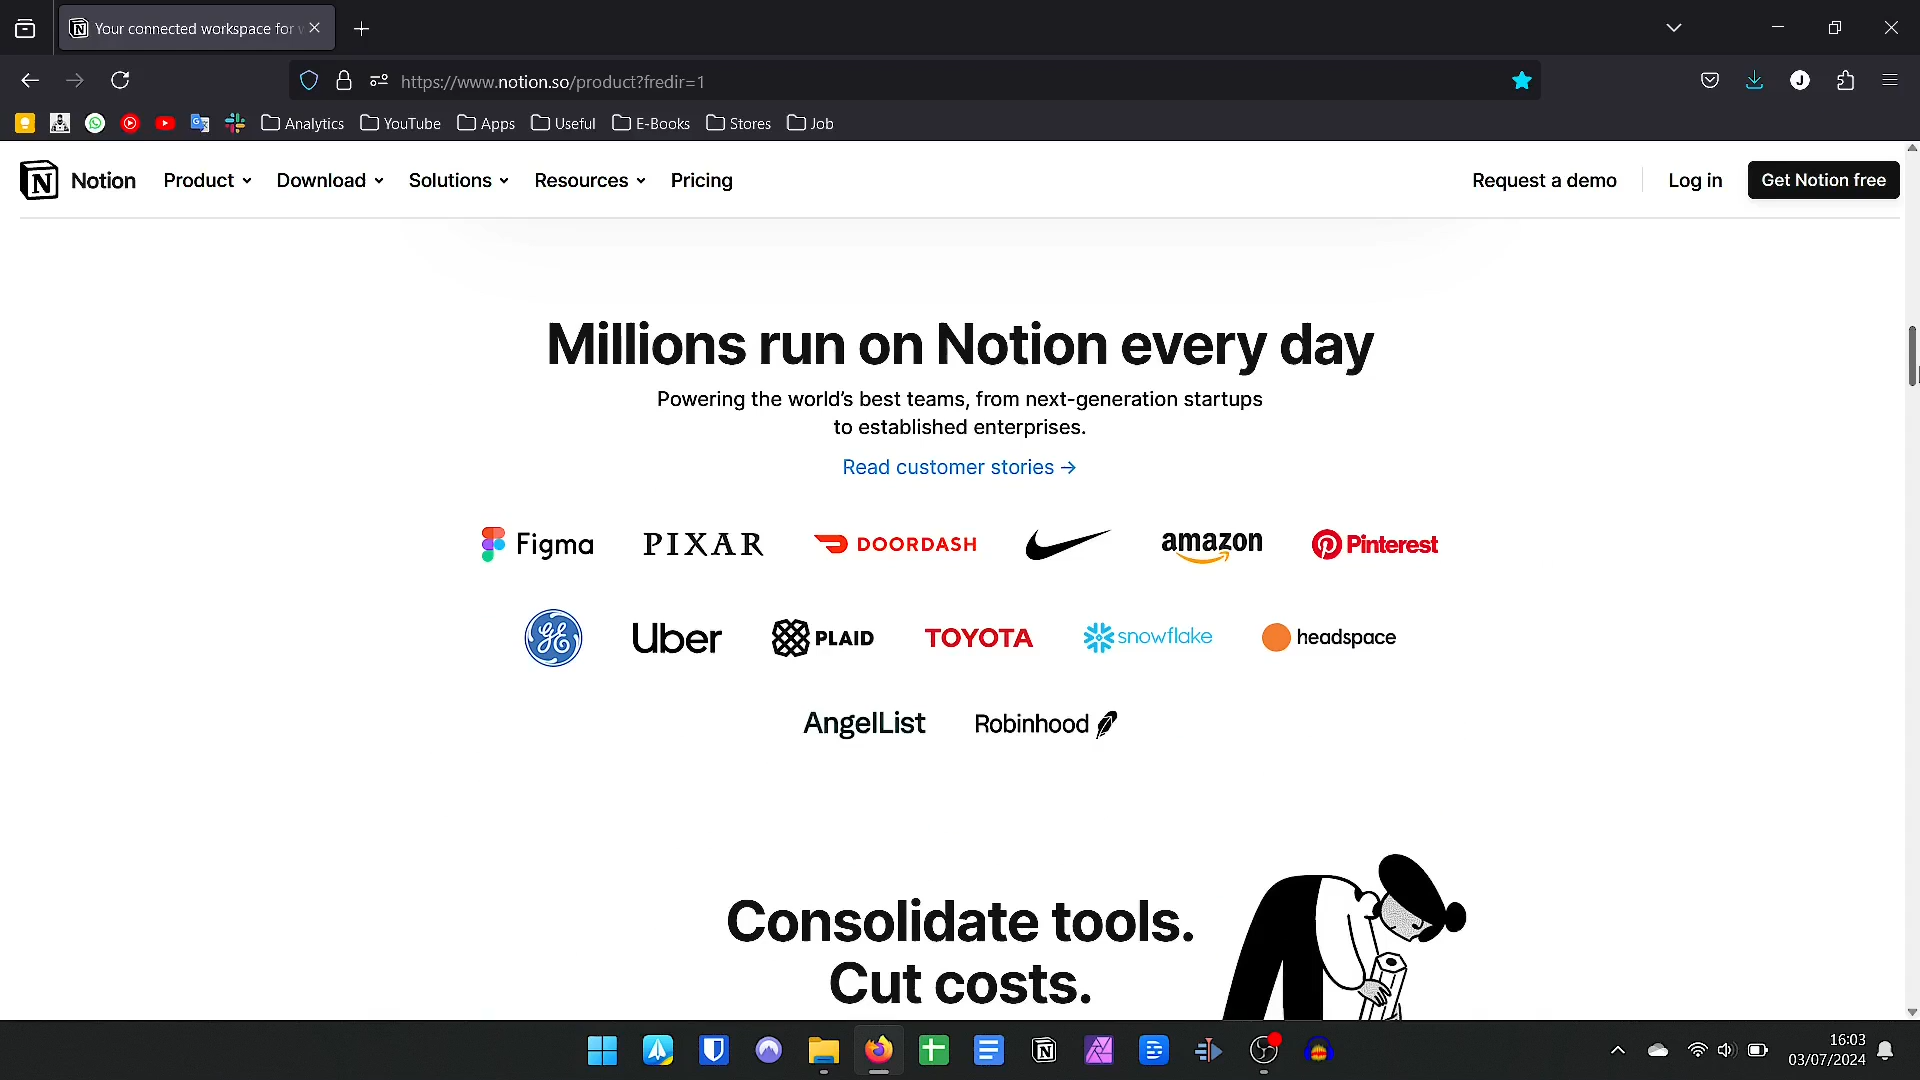 Your connected workspace for
https://www.notion.so/product?fredir=1
Analytics YouTube Apps Useful E-Books Stores Job
Notion Product Download Solutions Resources Pricing Request a demo Log in Get Notion free
Millions run on Notion every day
Powering the world’s best teams, from next-generation startups
to established enterprises.
Read customer stories →
Figma PIXAR DOORDASH amazon Pinterest
GE Uber PLAID TOYOTA snowflake headspace
AngelList Robinhood
Consolidate tools.
Cut costs.
16:03
03/07/2024